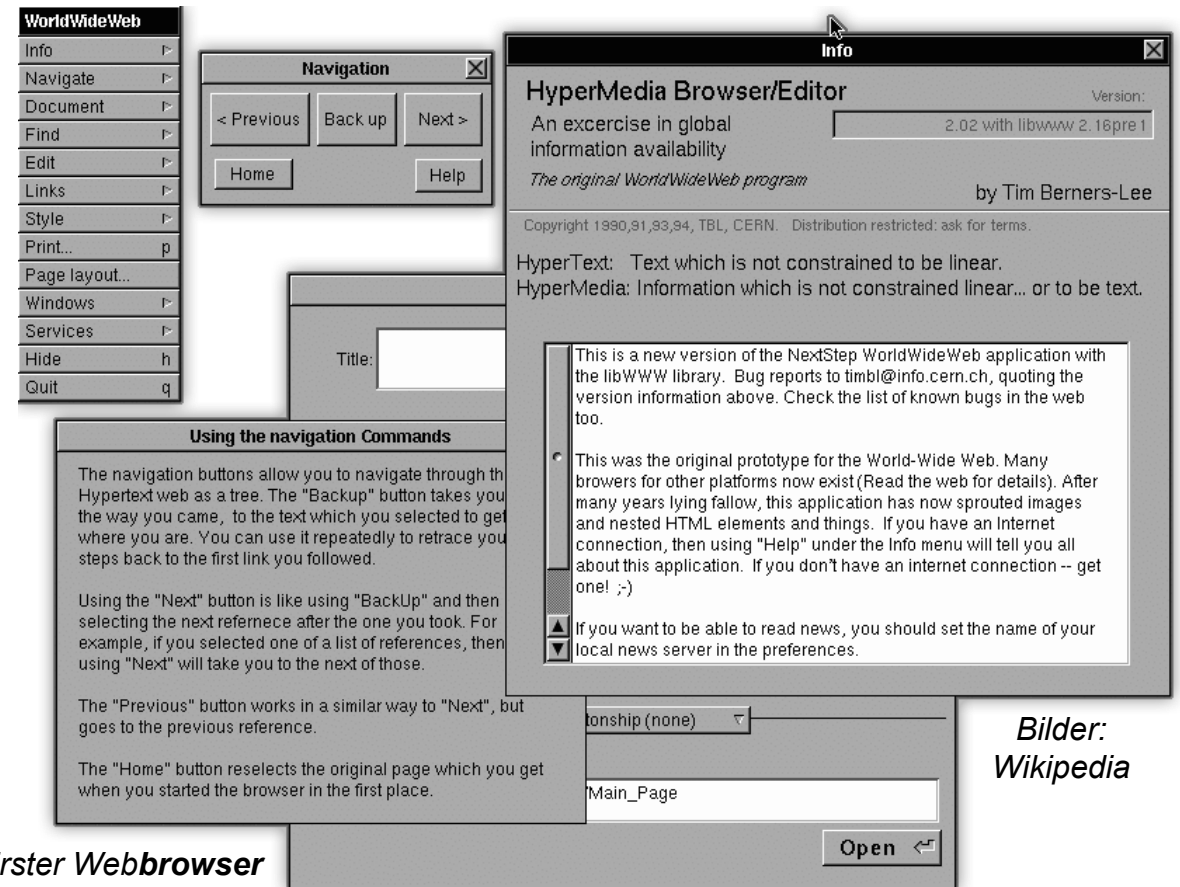 WorldWideWeb
Info
Navigate
Document
Find
Edit
Links
Style
Print... p
Page layout...
Windows
Services
Hide h
Quit q
Navigation
< Previous Back up Next >
Home Help
Info
HyperMedia Browser/Editor
Version:
An excercise in global
2.02 with libwww 2.16pre1
information availability
The original WorldWideWeb program
by Tim Berners-Lee
Copyright 1990,91,93,94, TBL, CERN. Distribution restricted: ask for terms.
HyperText: Text which is not constrained to be linear.
HyperMedia: Information which is not constrained linear... or to be text.
This is a new version of the NextStep WorldWideWeb application with
the libWWW library. Bug reports to timbl@info.cern.ch, quoting the
version information above. Check the list of known bugs in the web
too.
This was the original prototype for the World-Wide Web. Many
browers for other platforms now exist (Read the web for details). After
many years lying fallow, this application has now sprouted images
and nested HTML elements and things. If you have an Internet
connection, then using "Help" under the Info menu will tell you all
about this application. If you don't have an internet connection -- get
one! ;-)
If you want to be able to read news, you should set the name of your
local news server in the preferences.
Title:
Using the navigation Commands
The navigation buttons allow you to navigate through th
Hypertext web as a tree. The "Backup" button takes you
the way you came, to the text which you selected to get
where you are. You can use it repeatedly to retrace you
steps back to the first link you followed.
Using the "Next" button is like using "BackUp" and then
selecting the next refernece after the one you took. For
example, if you selected one of a list of references, then
using "Next" will take you to the next of those.
The "Previous" button works in a similar way to "Next", but
goes to the previous reference.
The "Home" button reselects the original page which you get
when you started the browser in the first place.
tonship (none)
/Main_Page
Open
Bilder:
Wikipedia
rster Webbrowser